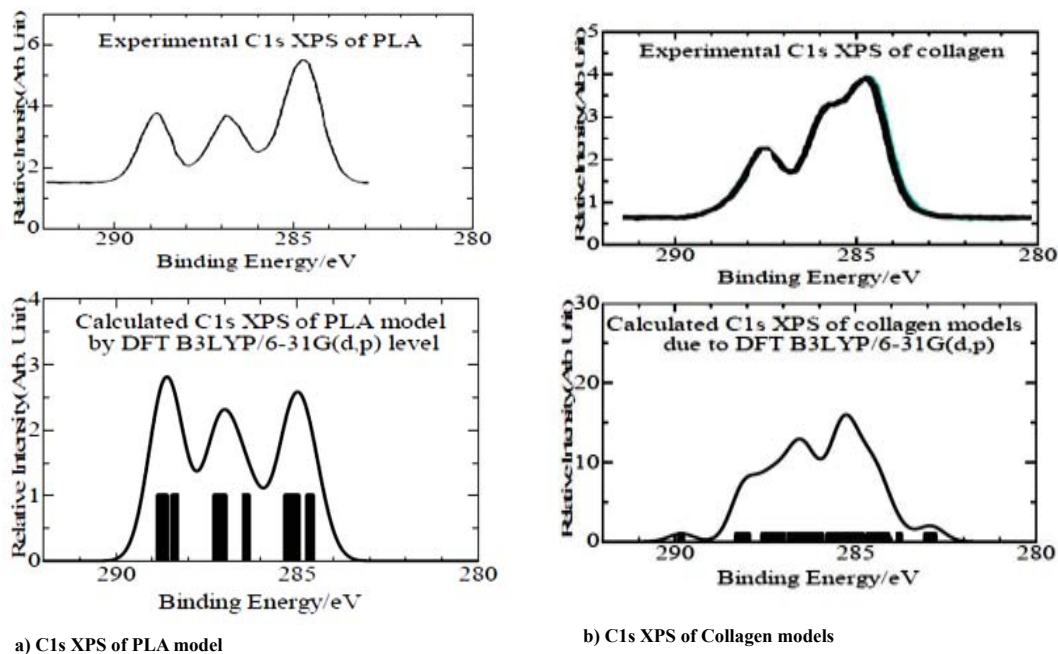 Experimental C1s XPS of PLA
Relative Intensity(Arb. Unit)
6
4
2
0
290
285
280
Binding Energy/eV
Experimental C1s XPS of collagen
Relative Intensity(Arb. Unit)
5
4
3
2
1
0
290
285
280
Binding Energy/eV
Calculated C1s XPS of PLA model
by DFT B3LYP/6-31G(d,p) level
Relative Intensity(Arb. Unit)
4
3
2
1
0
290
285
280
Binding Energy/eV
Calculated C1s XPS of collagen models
due to DFT B3LYP/6-31G(d,p)
Relative Intensity(Arb. Unit)
30
20
10
0
290
285
280
Binding Energy/eV
a) C1s XPS of PLA model
b) C1s XPS of Collagen models